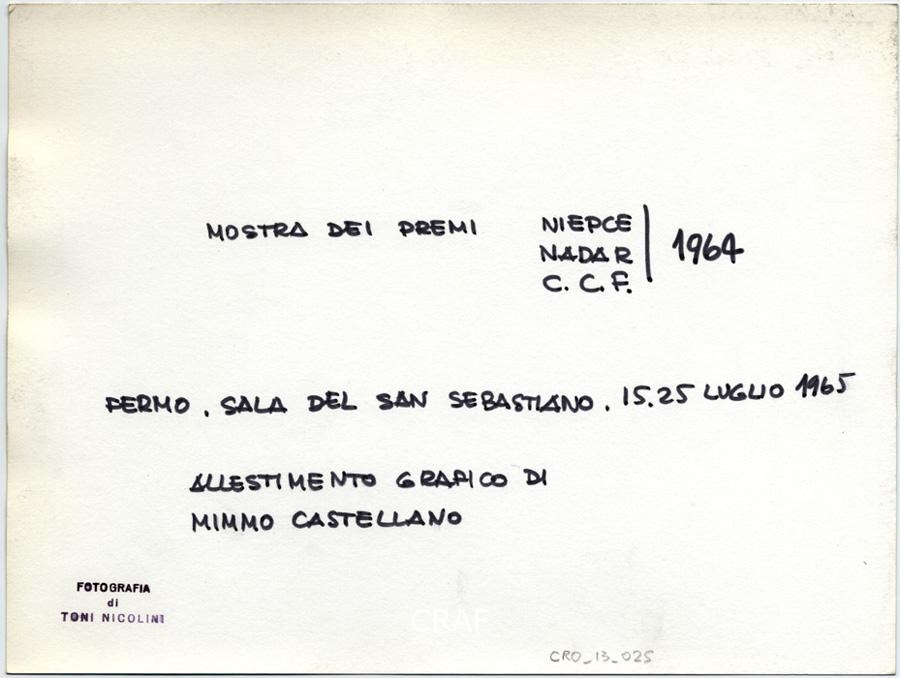 MOSTRA DEI PREMI NIEPCE
NADAR
C. C. F.
1964
FERMO . SALA DEL SAN SEBASTIANO . 15.25 LUGLIO 1965
ALLESTIMENTO GRAFICO DI
MIMMO CASTELLANO
FOTOGRAFIA
di
TONI NICOLINI
CRAF
CRO_13_025